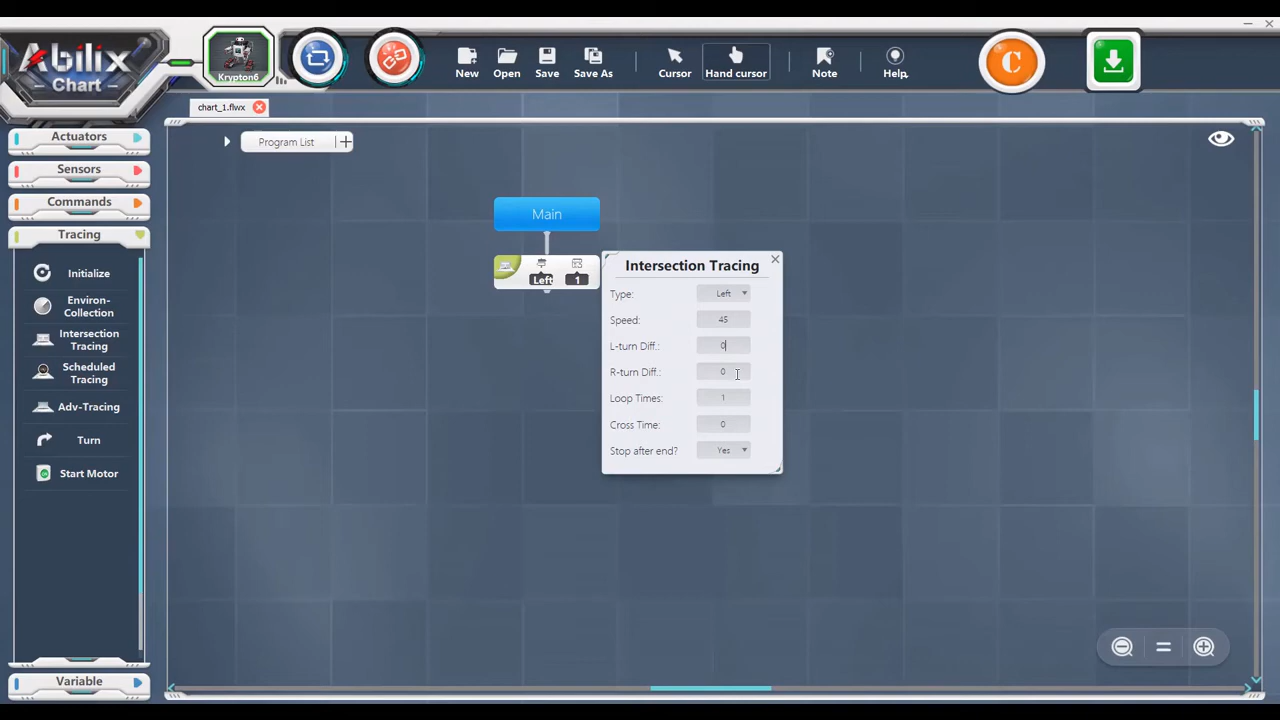 Abilix
Chart
Krypton6
New
Open
Save
Save As
Cursor
Hand cursor
Note
Help
C
chart_1.flwx
Actuators
Sensors
Commands
Tracing
Initialize
Environ-
Collection
Intersection
Tracing
Scheduled
Tracing
Adv-Tracing
Turn
Start Motor
Variable
Program List
Main
Left
1
Intersection Tracing
Type: Left
Speed: 45
L-turn Diff.: 0
R-turn Diff.: 0
Loop Times: 1
Cross Time: 0
Stop after end? Yes